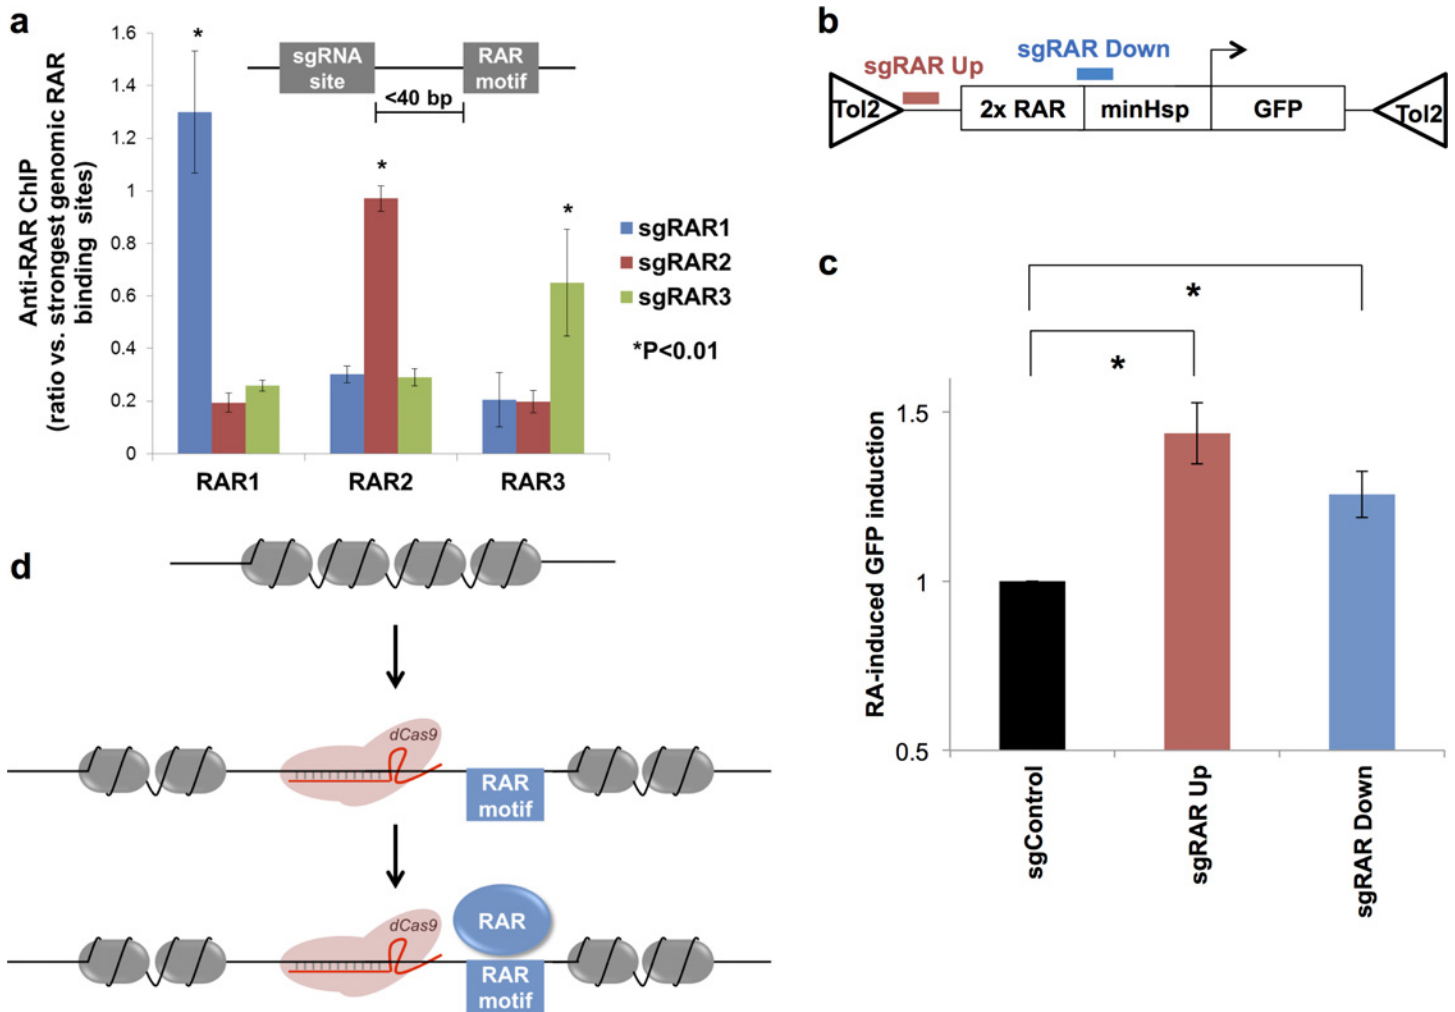 a
Anti-RAR ChIP
(ratio vs. strongest genomic RAR
binding sites)
1.6
1.4
1.2
1
0.8
0.6
0.4
0.2
0
*
*
*
sgRNA
site
RAR
motif
<40 bp
sgRAR1
sgRAR2
sgRAR3
*P<0.01
RAR1
RAR2
RAR3
b
sgRAR Up
sgRAR Down
Tol2
2x RAR
minHsp
GFP
Tol2
c
*
*
RA-induced GFP induction
1.5
1
0.5
sgControl
sgRAR Up
sgRAR Down
d
dCas9
RAR
motif
dCas9
RAR
RAR
motif